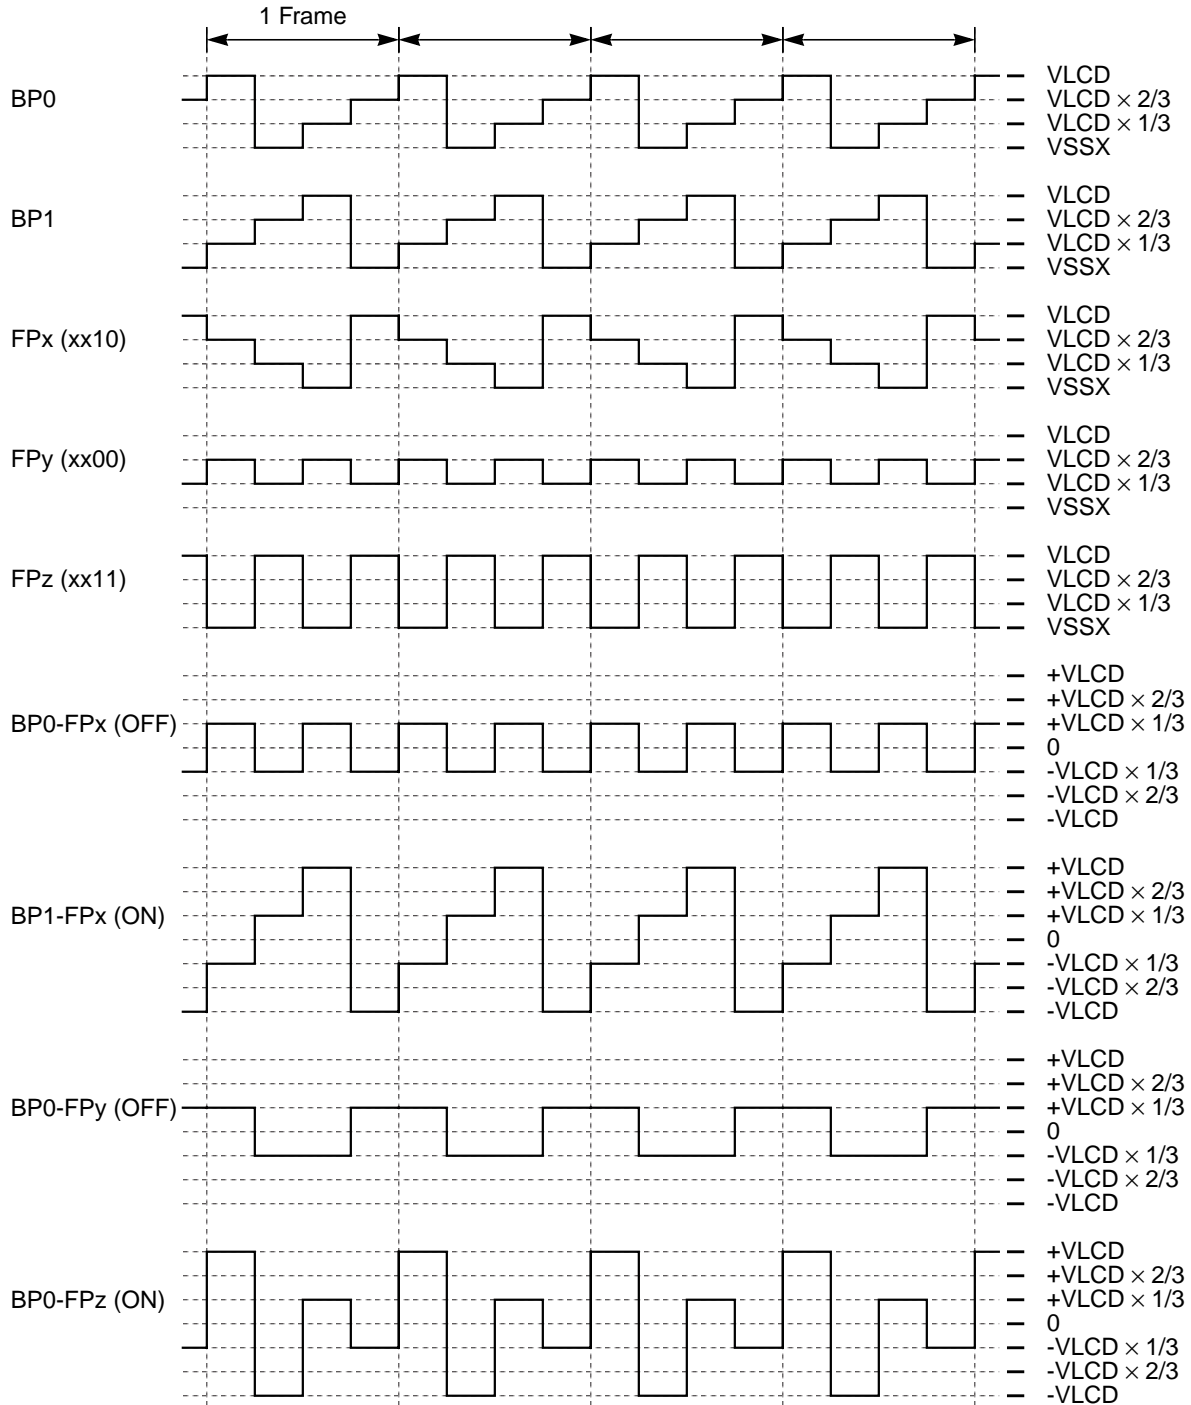 1 Frame
BP0
VLCD
VLCD × 2/3
VLCD × 1/3
VSSX
BP1
VLCD
VLCD × 2/3
VLCD × 1/3
VSSX
FPx (xx10)
VLCD
VLCD × 2/3
VLCD × 1/3
VSSX
FPy (xx00)
VLCD
VLCD × 2/3
VLCD × 1/3
VSSX
FPz (xx11)
VLCD
VLCD × 2/3
VLCD × 1/3
VSSX
BP0-FPx (OFF)
+VLCD
+VLCD × 2/3
+VLCD × 1/3
0
-VLCD × 1/3
-VLCD × 2/3
-VLCD
BP1-FPx (ON)
+VLCD
+VLCD × 2/3
+VLCD × 1/3
0
-VLCD × 1/3
-VLCD × 2/3
-VLCD
BP0-FPy (OFF)
+VLCD
+VLCD × 2/3
+VLCD × 1/3
0
-VLCD × 1/3
-VLCD × 2/3
-VLCD
BP0-FPz (ON)
+VLCD
+VLCD × 2/3
+VLCD × 1/3
0
-VLCD × 1/3
-VLCD × 2/3
-VLCD